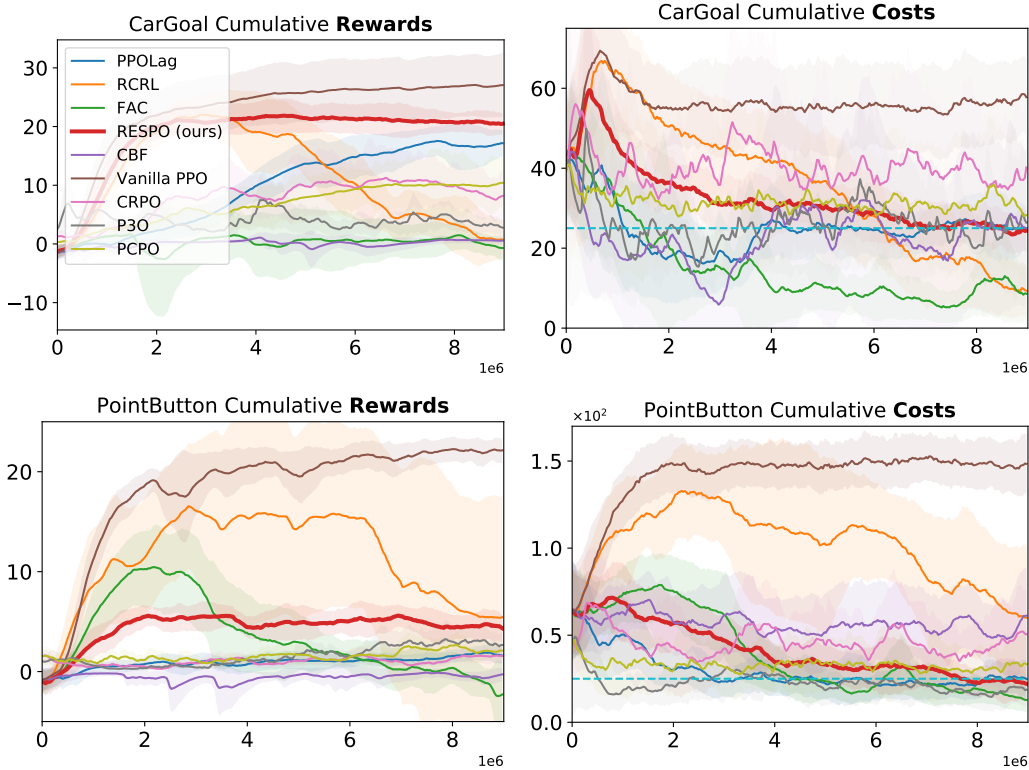 CarGoal Cumulative Rewards
30
20
10
0
−10
0 2 4 6 8
1e6
PPOLag
RCRL
FAC
RESPO (ours)
CBF
Vanilla PPO
CRPO
P3O
PCPO
CarGoal Cumulative Costs
60
40
20
0
0 2 4 6 8
1e6
PointButton Cumulative Rewards
20
10
0
0 2 4 6 8
1e6
×10²
PointButton Cumulative Costs
1.5
1.0
0.5
0.0
0 2 4 6 8
1e6